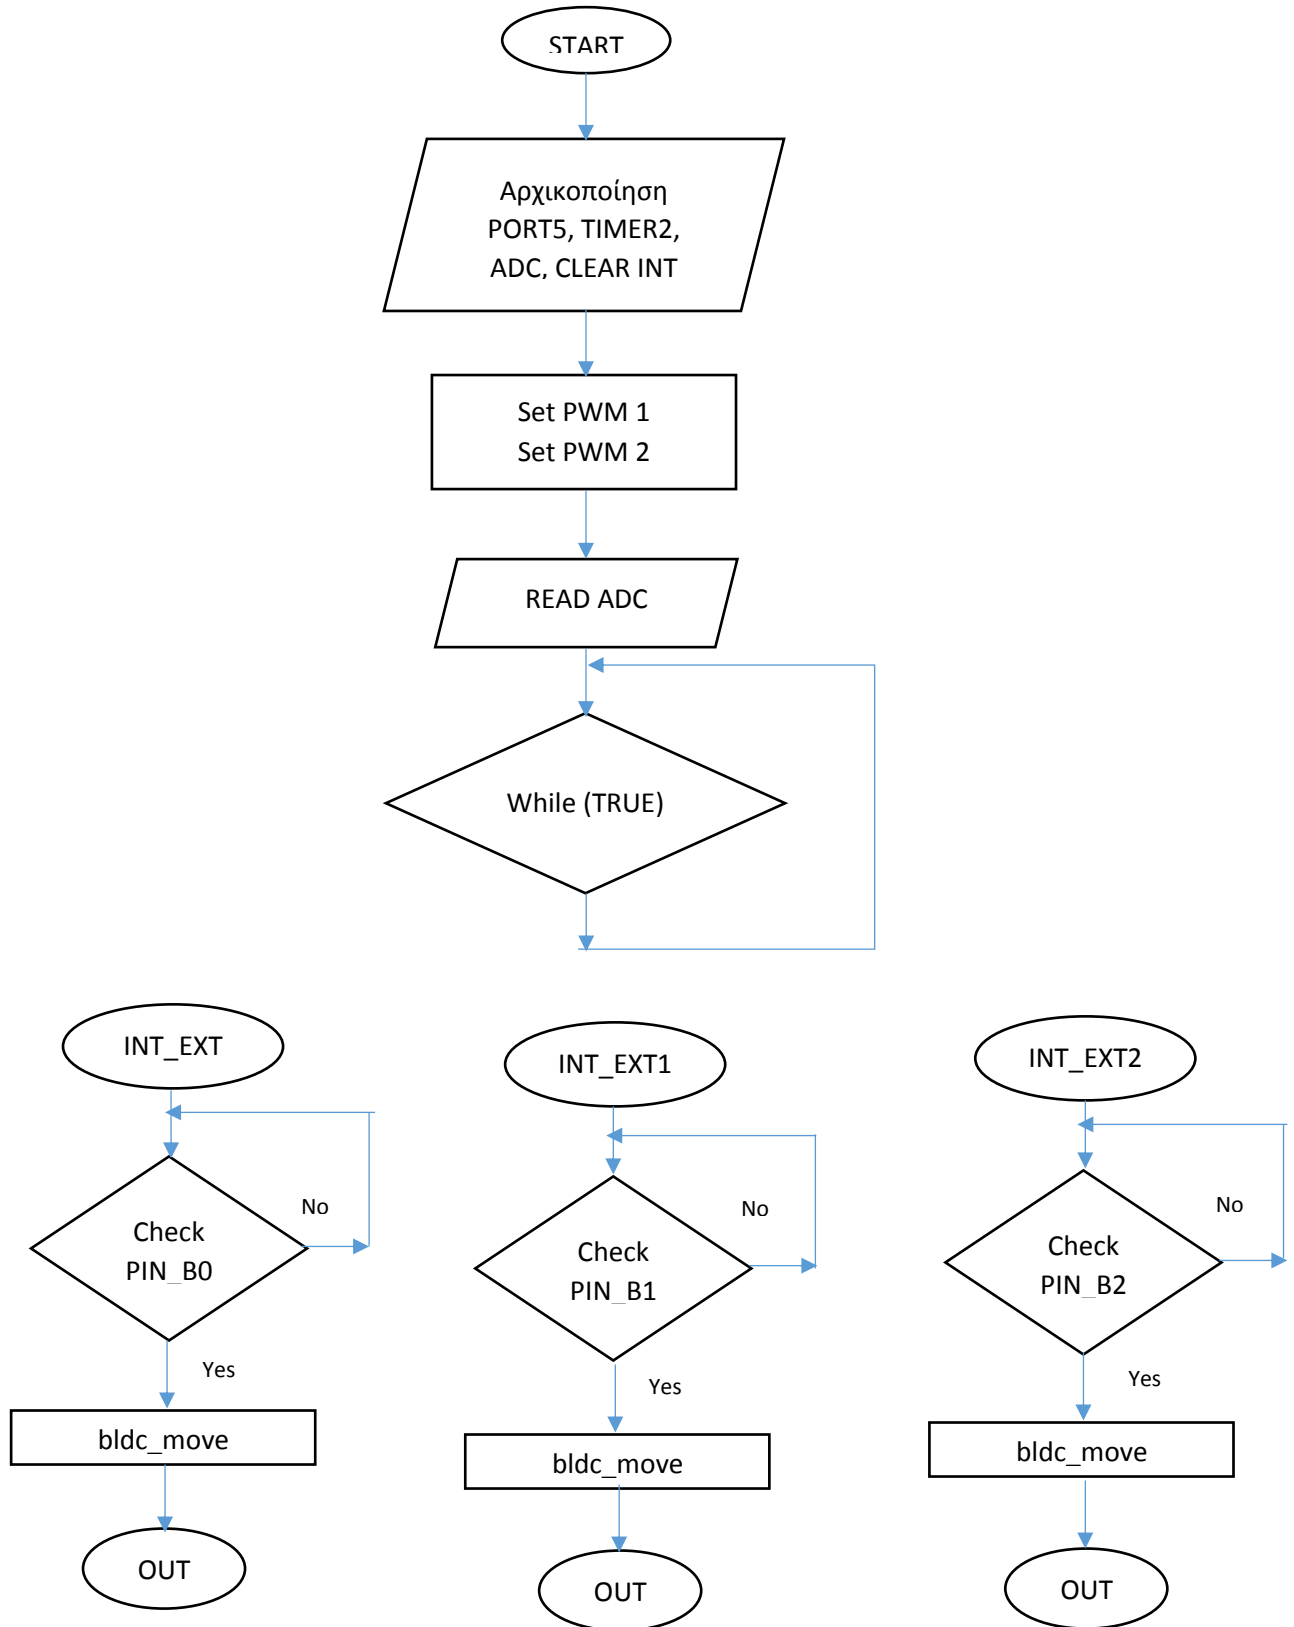 START
Αρχικοποίηση
PORT5, TIMER2,
ADC, CLEAR INT
Set PWM 1
Set PWM 2
READ ADC
While (TRUE)
INT_EXT
No
Check
PIN_B0
Yes
bldc_move
OUT
INT_EXT1
No
Check
PIN_B1
Yes
bldc_move
OUT
INT_EXT2
No
Check
PIN_B2
Yes
bldc_move
OUT